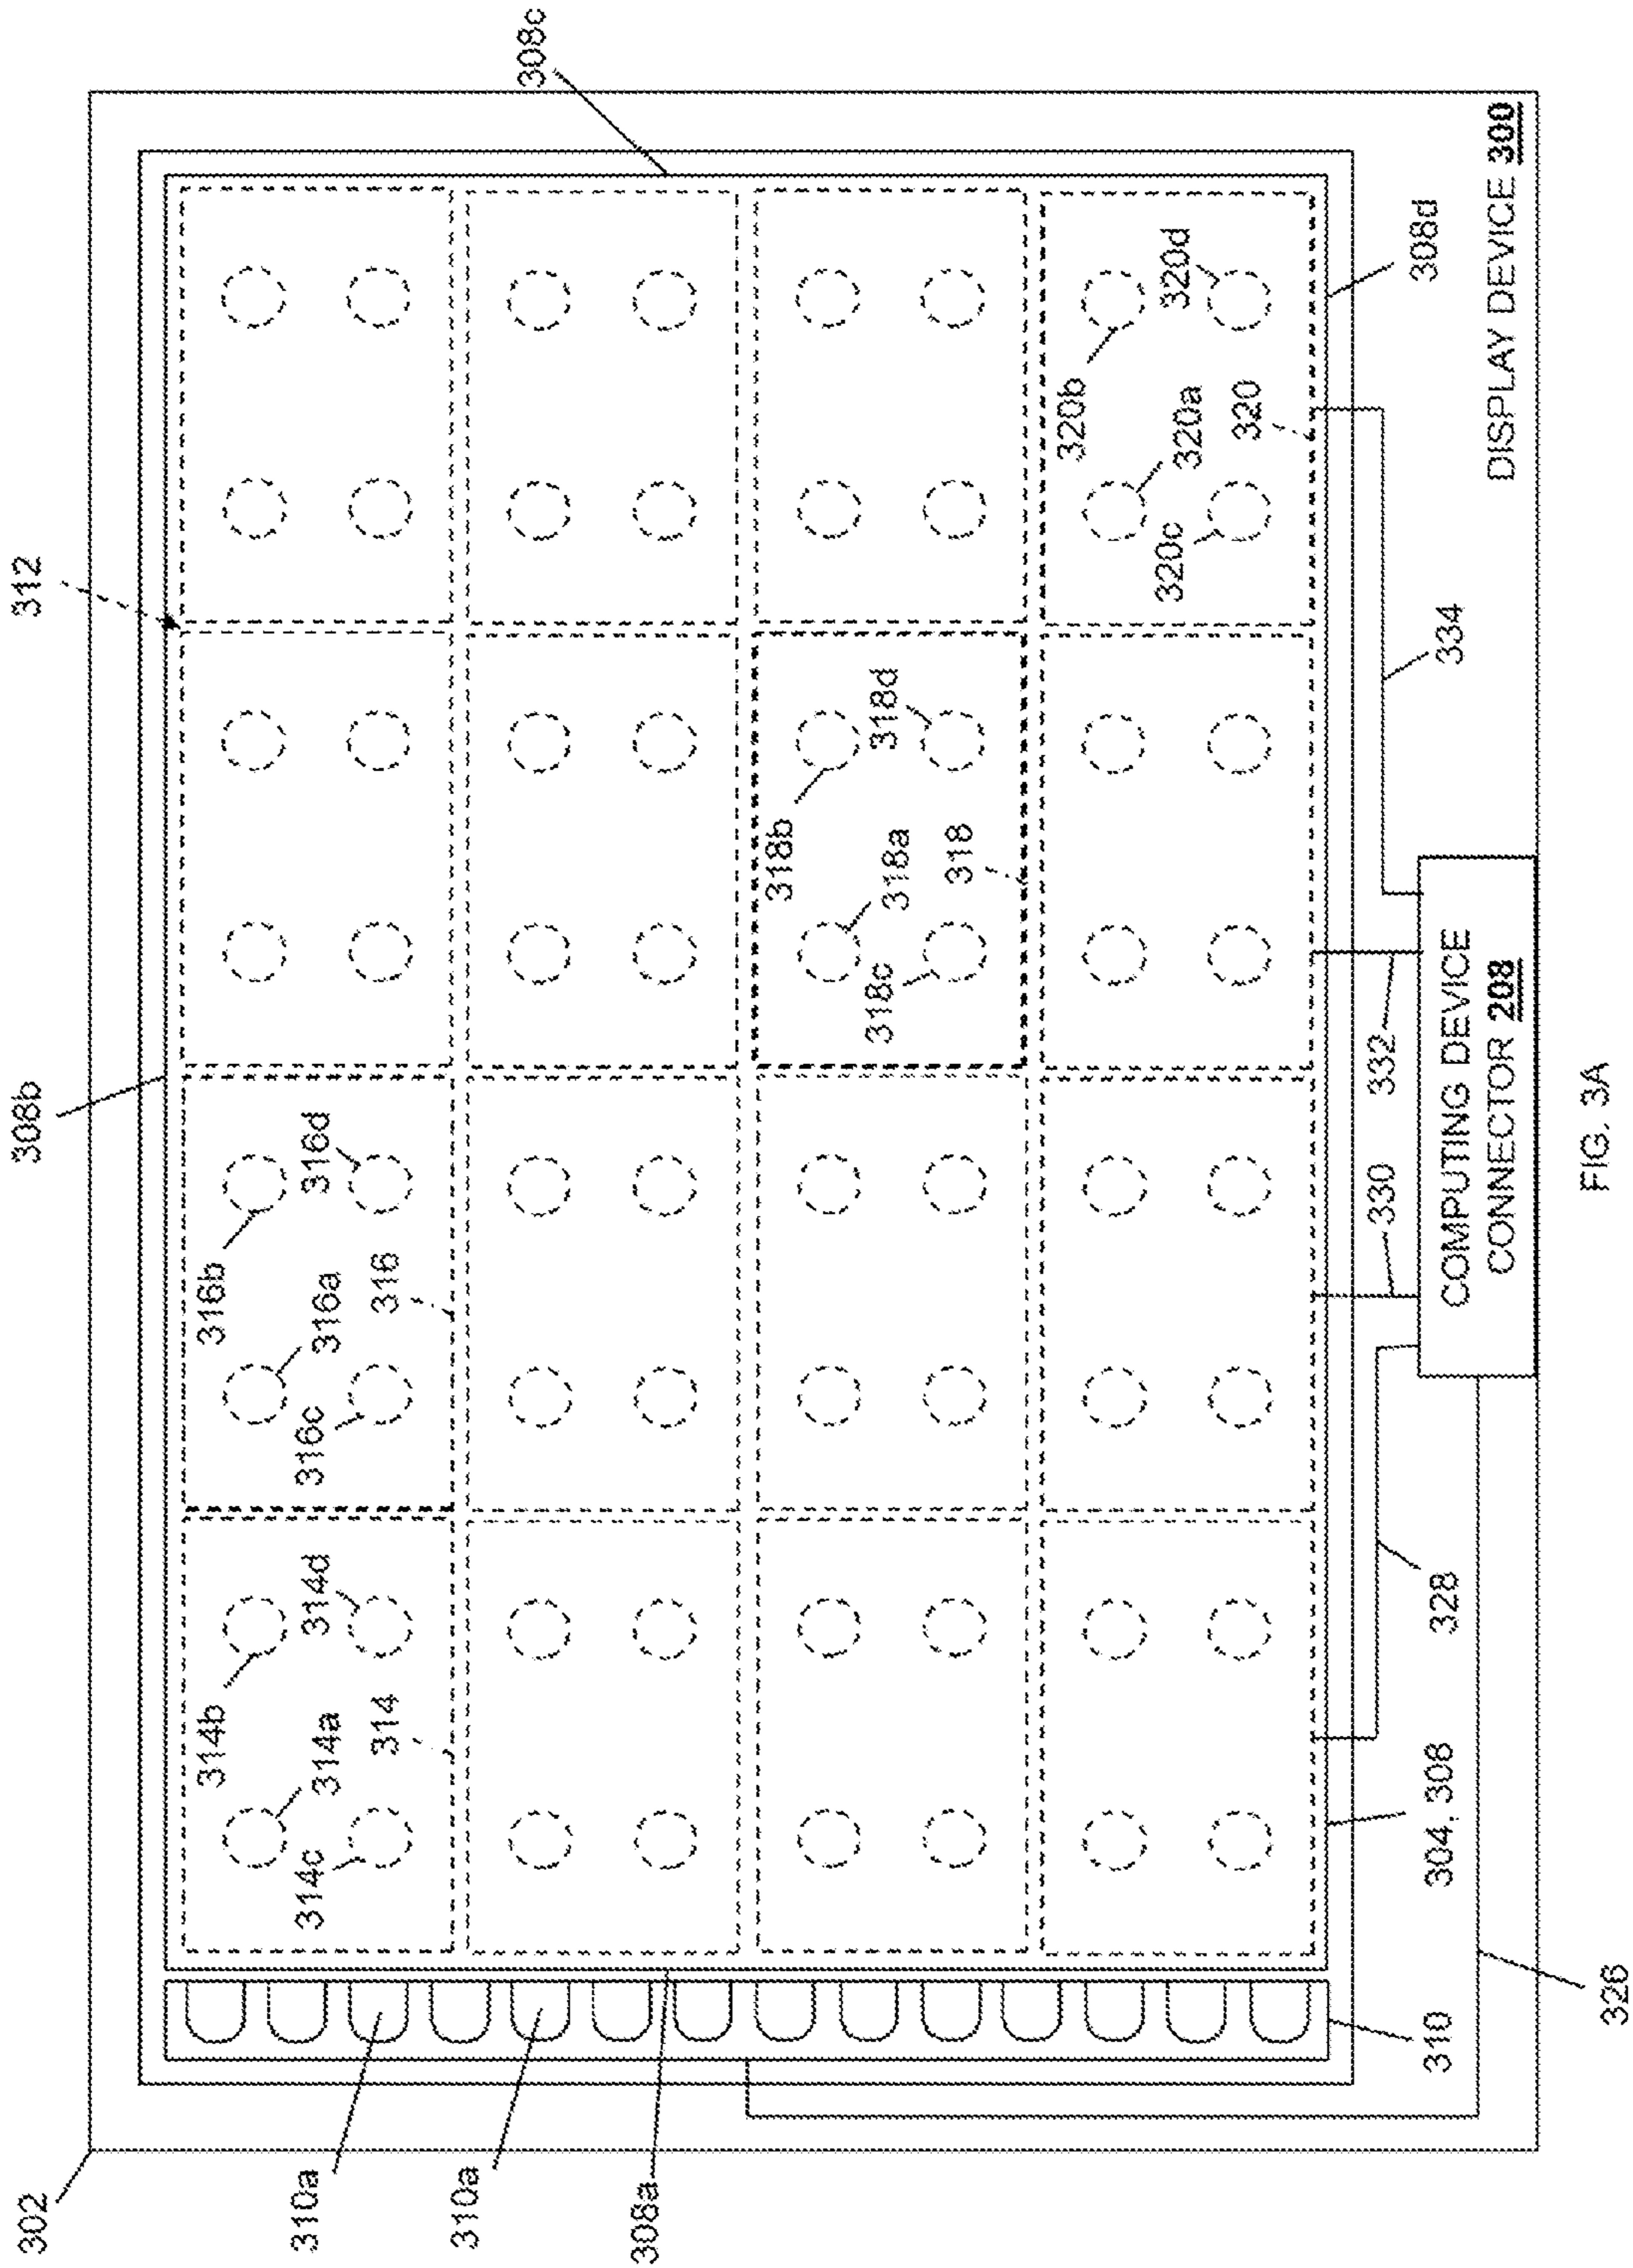 302
308b
312
314b
316b
310a
314c
314a
314d
316c
316a
316d
314
316
310a
308c
308a
318b
318c
318a
318d
318
320b
320c
320a
320d
320
330
332
308d
310
304, 308
328
334
COMPUTING DEVICE
CONNECTOR 208
DISPLAY DEVICE 300
326
FIG. 3A